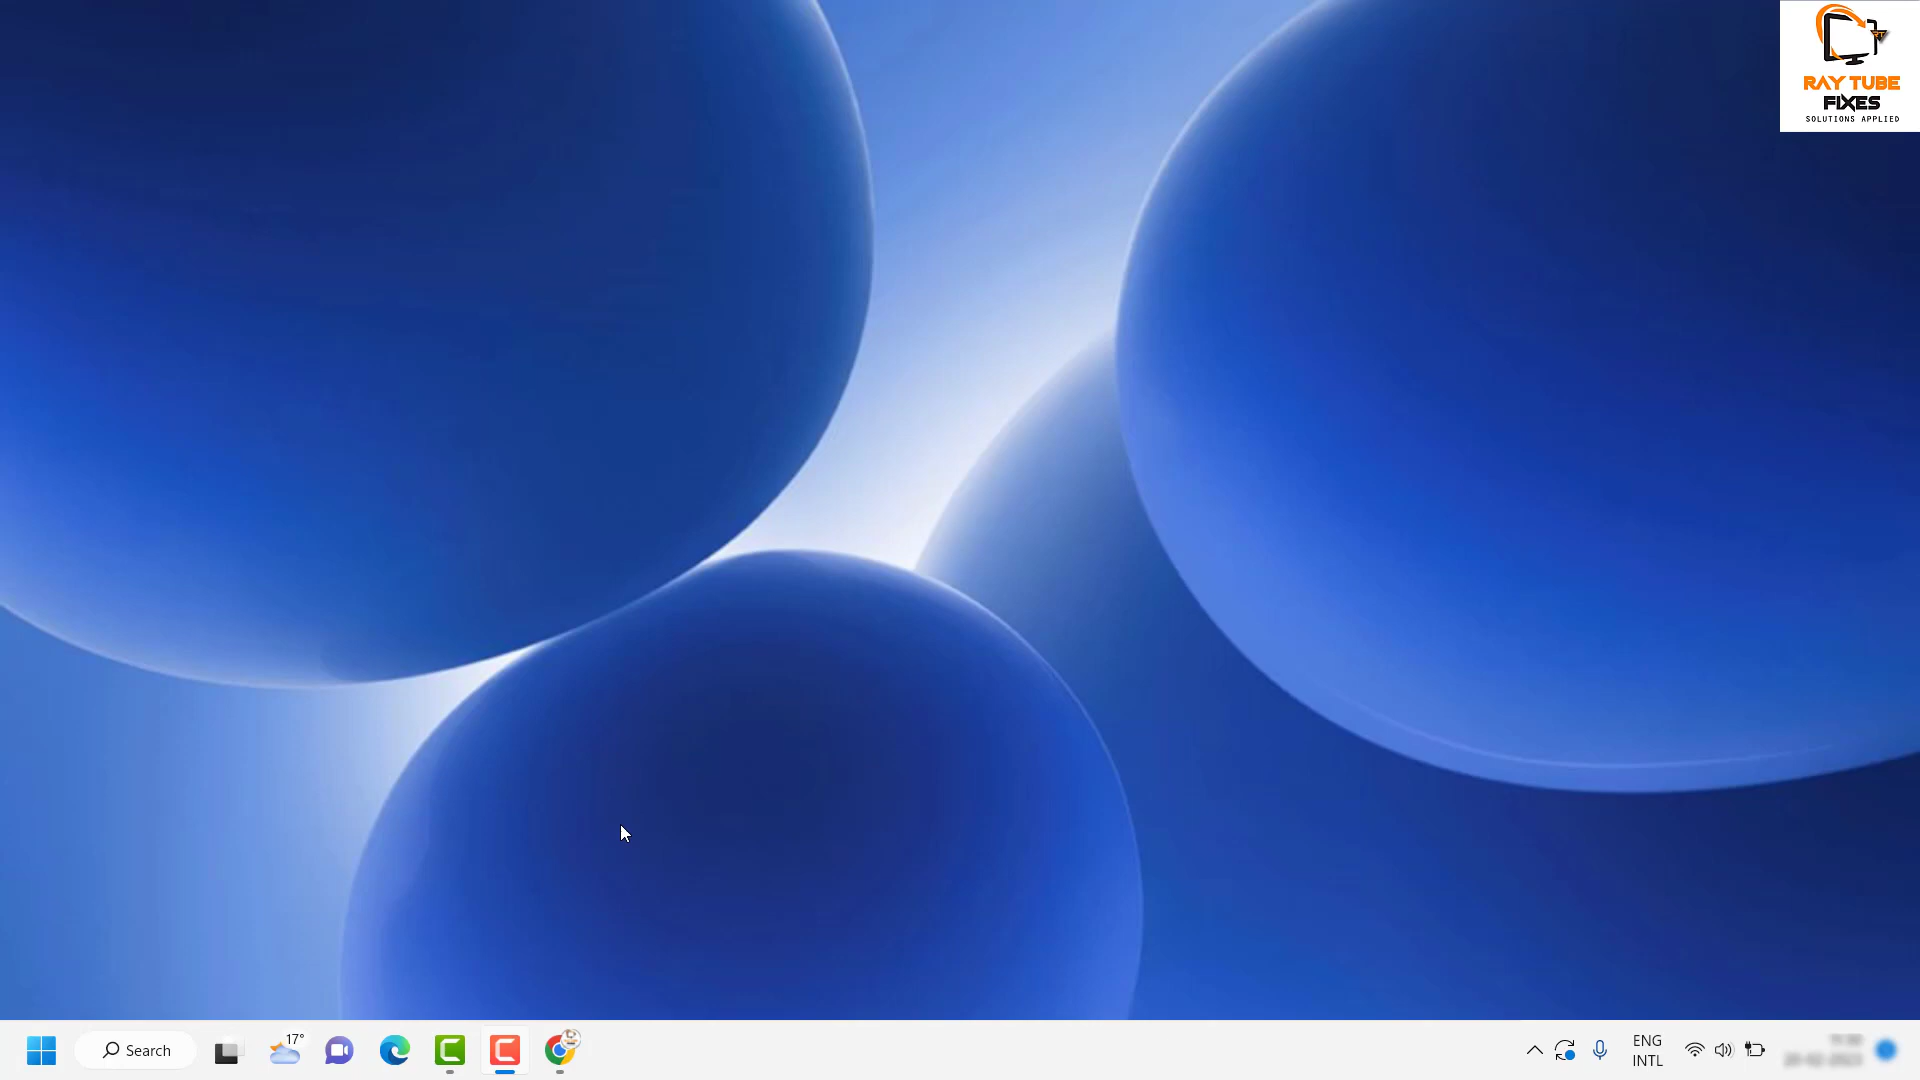 RAY TUBE
FIXES
SOLUTIONS APPLIED
Search
17°
ENG
INTL